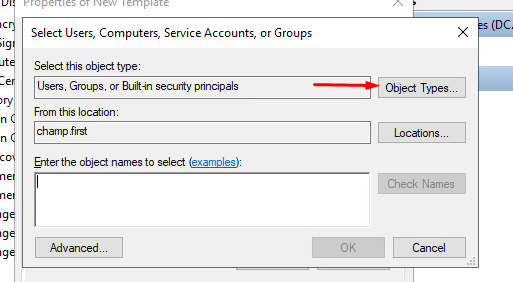 Properties of New Template
Select Users, Computers, Service Accounts, or Groups
Select this object type:
Users, Groups, or Built-in security principals
Object Types...
From this location:
champ.first
Locations...
Enter the object names to select (examples):
Check Names
Advanced...
OK
Cancel
es (DC.